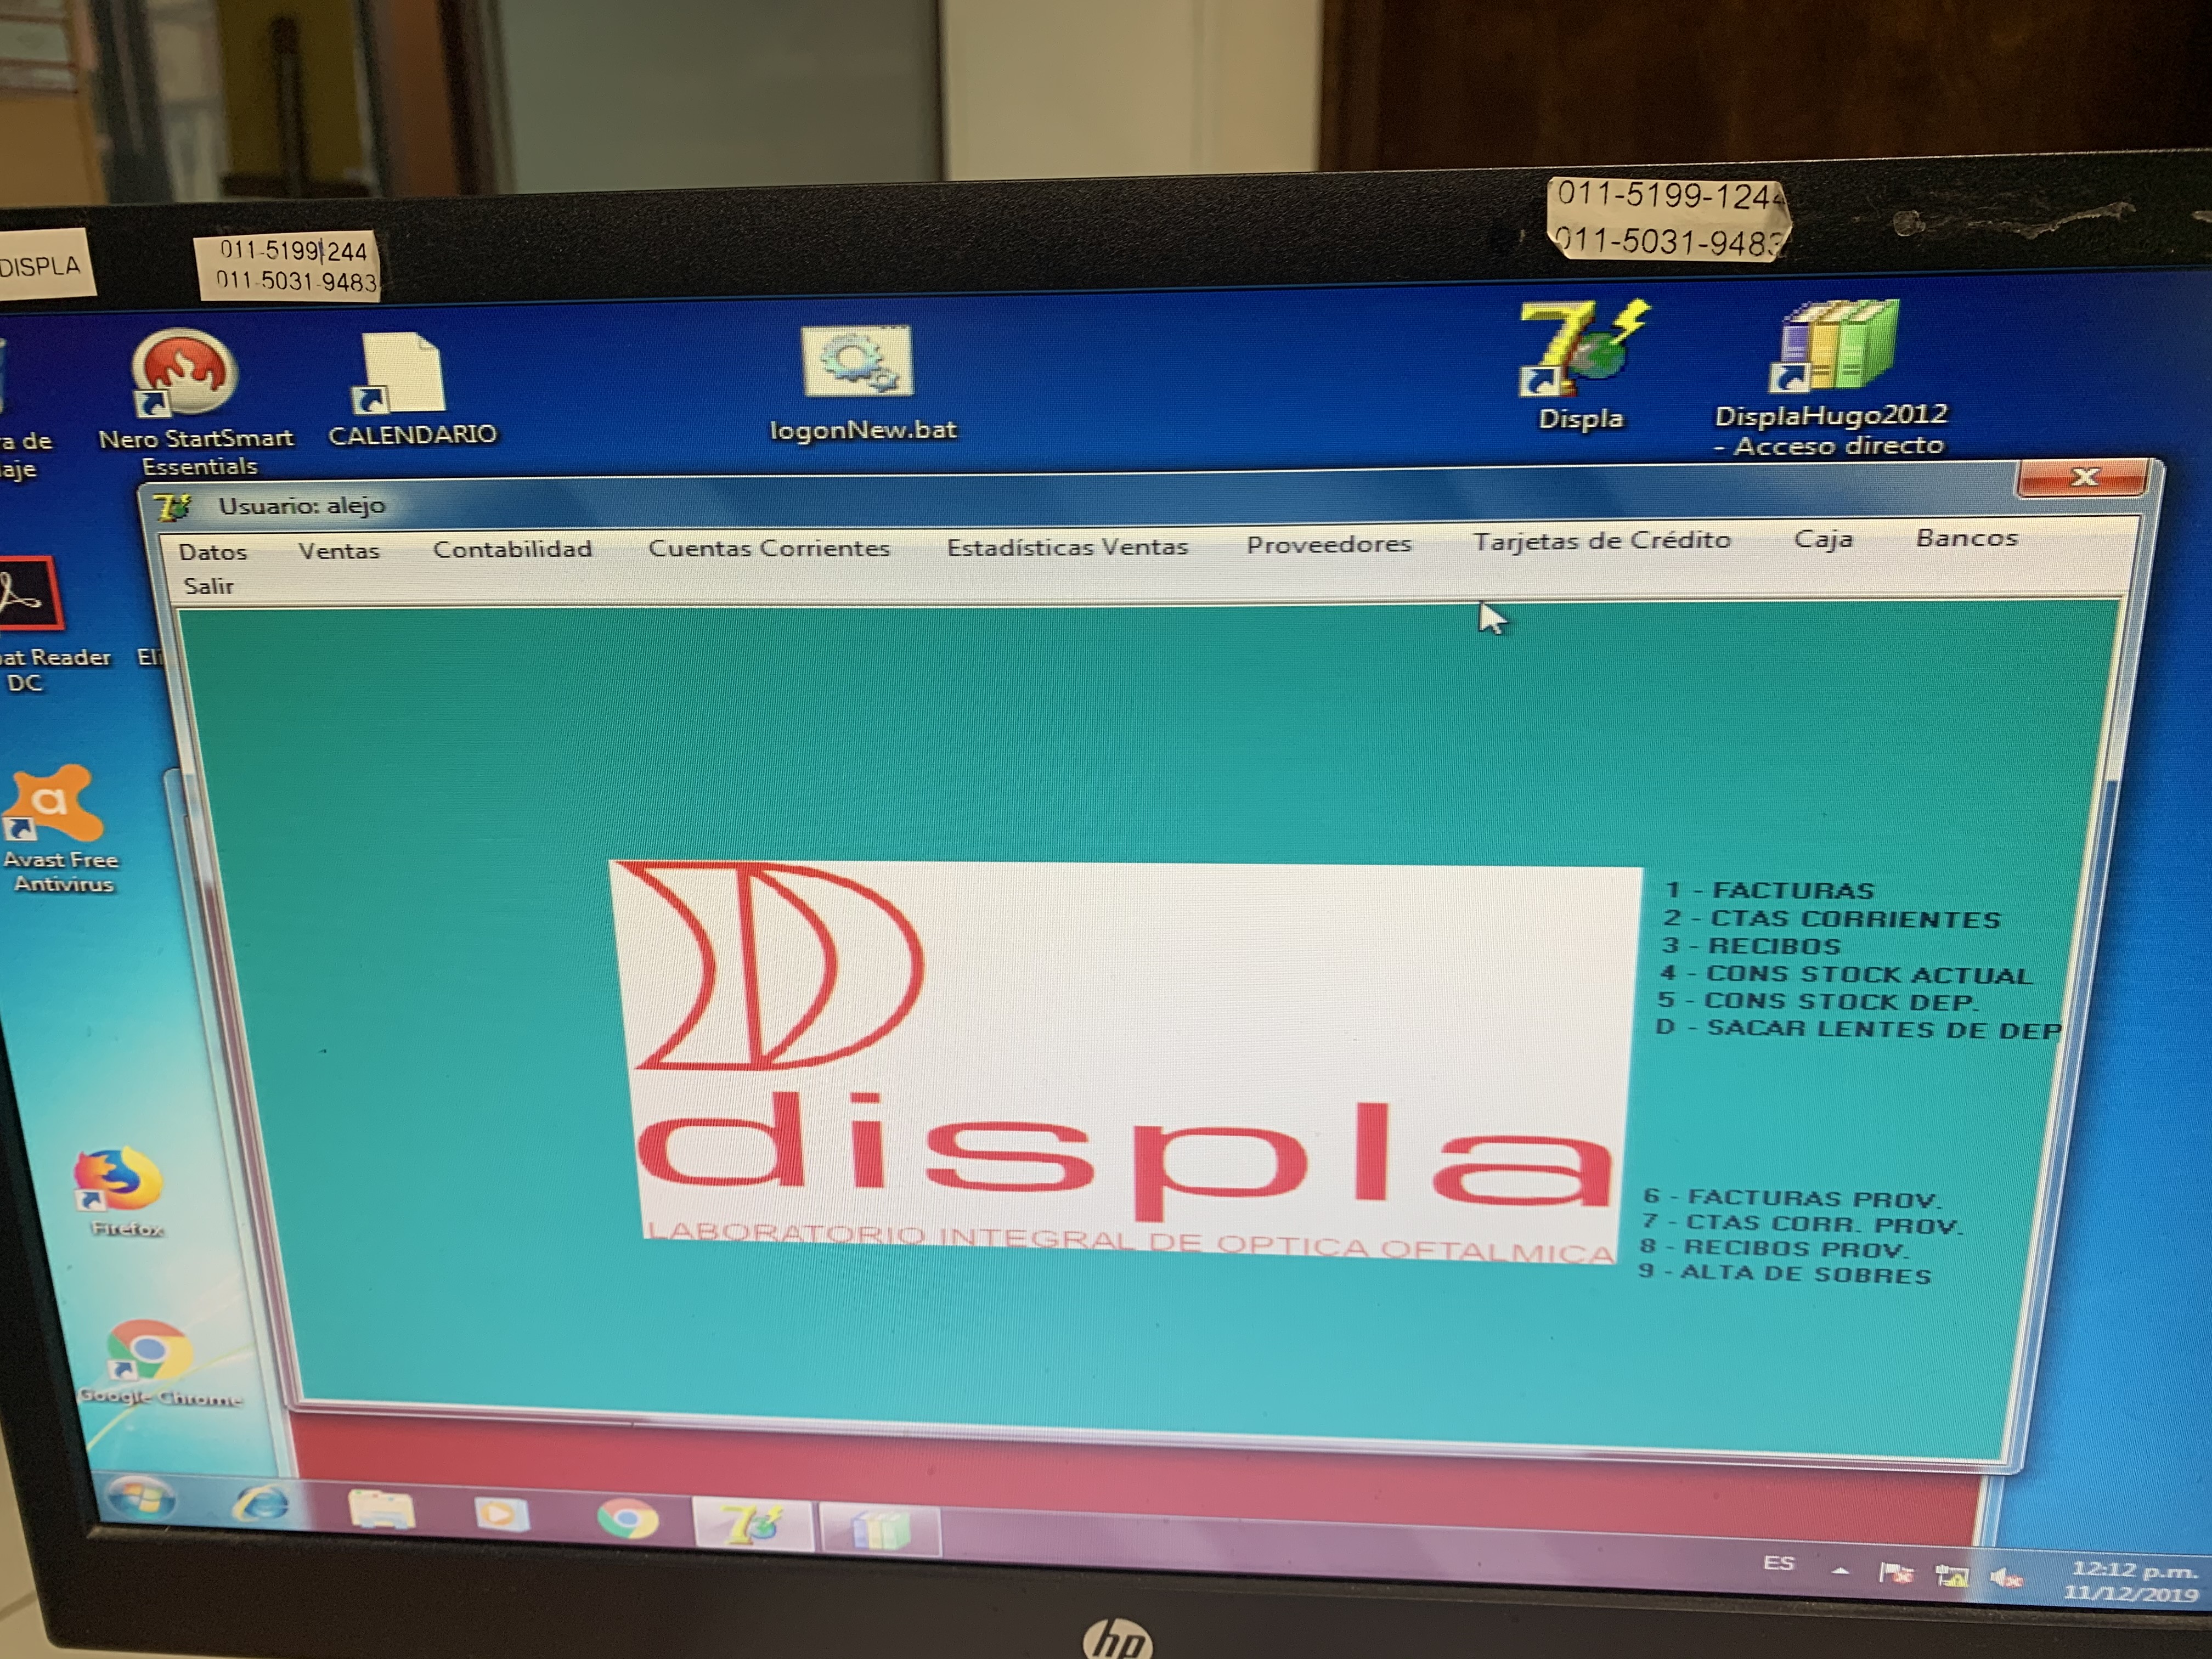 DISPLA
011-5199 244
011-5031-9483
011-5199-1244
011-5031-9483
Nero StartSmart
Essentials
CALENDARIO
logonNew.bat
Displa
DisplaHugo2012
- Acceso directo
Usuario: alejo
Datos Ventas Contabilidad Cuentas Corrientes Estadísticas Ventas Proveedores Tarjetas de Crédito Caja Bancos
Salir
at Reader
DC
Avast Free
Antivirus
Firefox
Google Chrome
displa
LABORATORIO INTEGRAL DE OPTICA OFTALMICA
1 - FACTURAS
2 - CTAS CORRIENTES
3 - RECIBOS
4 - CONS STOCK ACTUAL
5 - CONS STOCK DEP.
D - SACAR LENTES DE DEP
6 - FACTURAS PROV.
7 - CTAS CORR. PROV.
8 - RECIBOS PROV.
9 - ALTA DE SOBRES
ES
12:12 p.m.
11/12/2019
hp